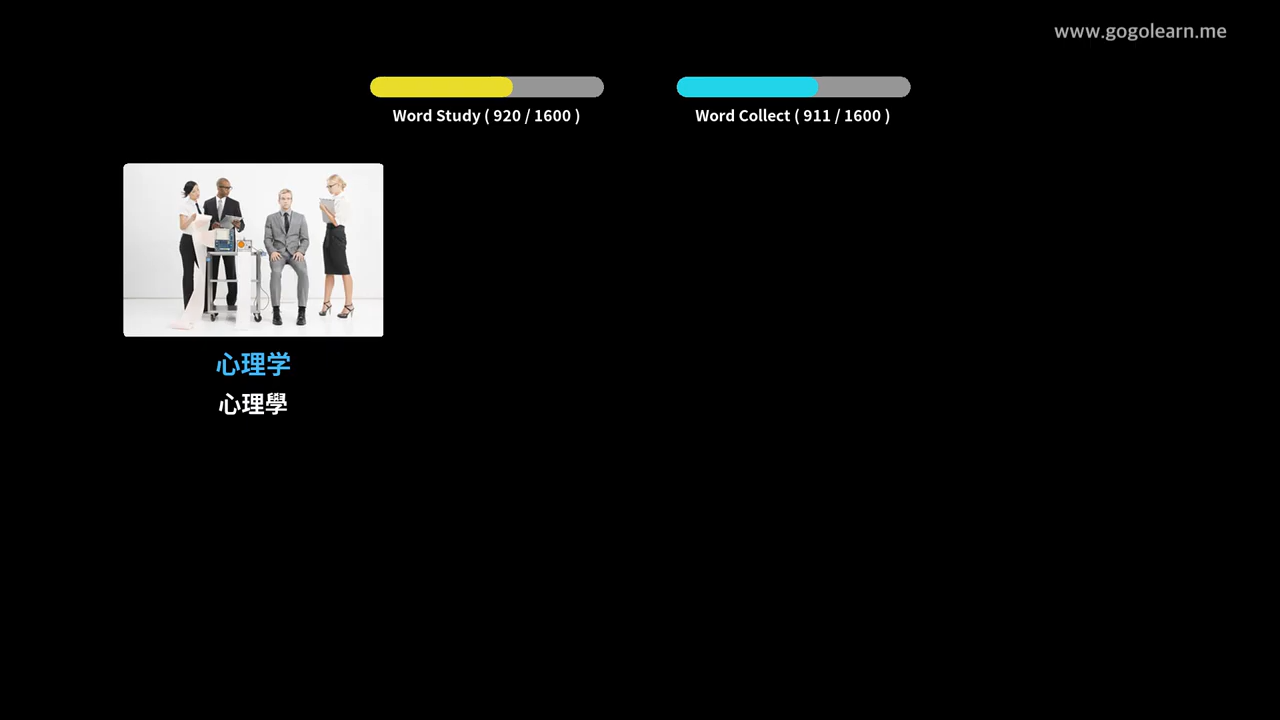 www.gogolearn.me
Word Study ( 920 / 1600 )
Word Collect ( 911 / 1600 )
心理学
心理學